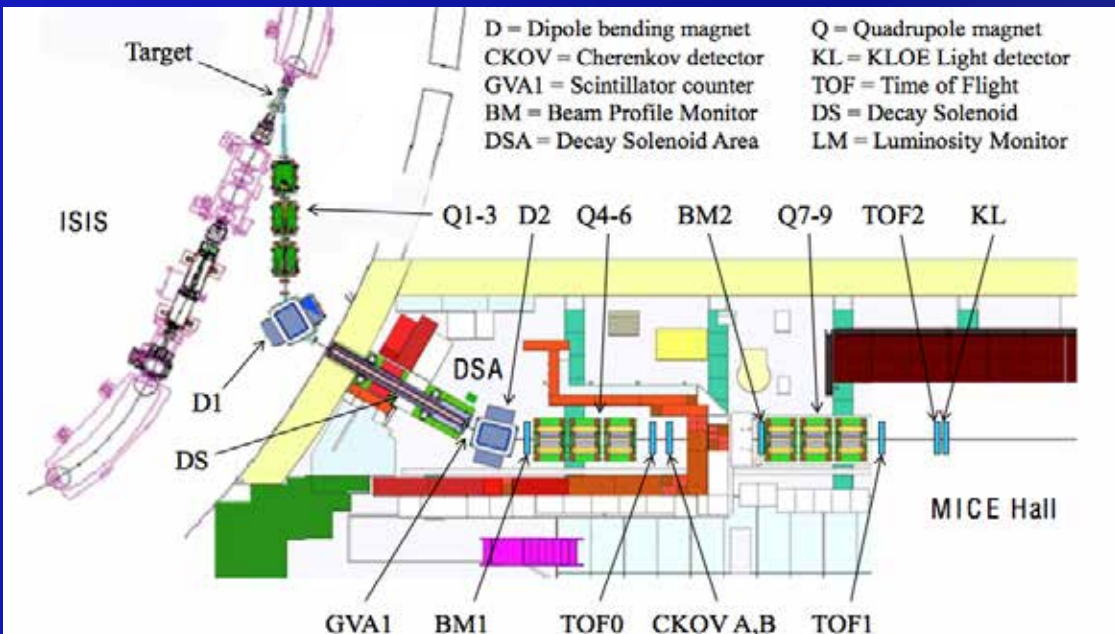 Target
D = Dipole bending magnet
CKOV = Cherenkov detector
GVA1 = Scintillator counter
BM = Beam Profile Monitor
DSA = Decay Solenoid Area
Q = Quadrupole magnet
KL = KLOE Light detector
TOF = Time of Flight
DS = Decay Solenoid
LM = Luminosity Monitor
ISIS
Q1-3 D2 Q4-6 BM2 Q7-9 TOF2 KL
DSA
D1
DS
MICE Hall
GVA1 BM1 TOF0 CKOV A,B TOF1